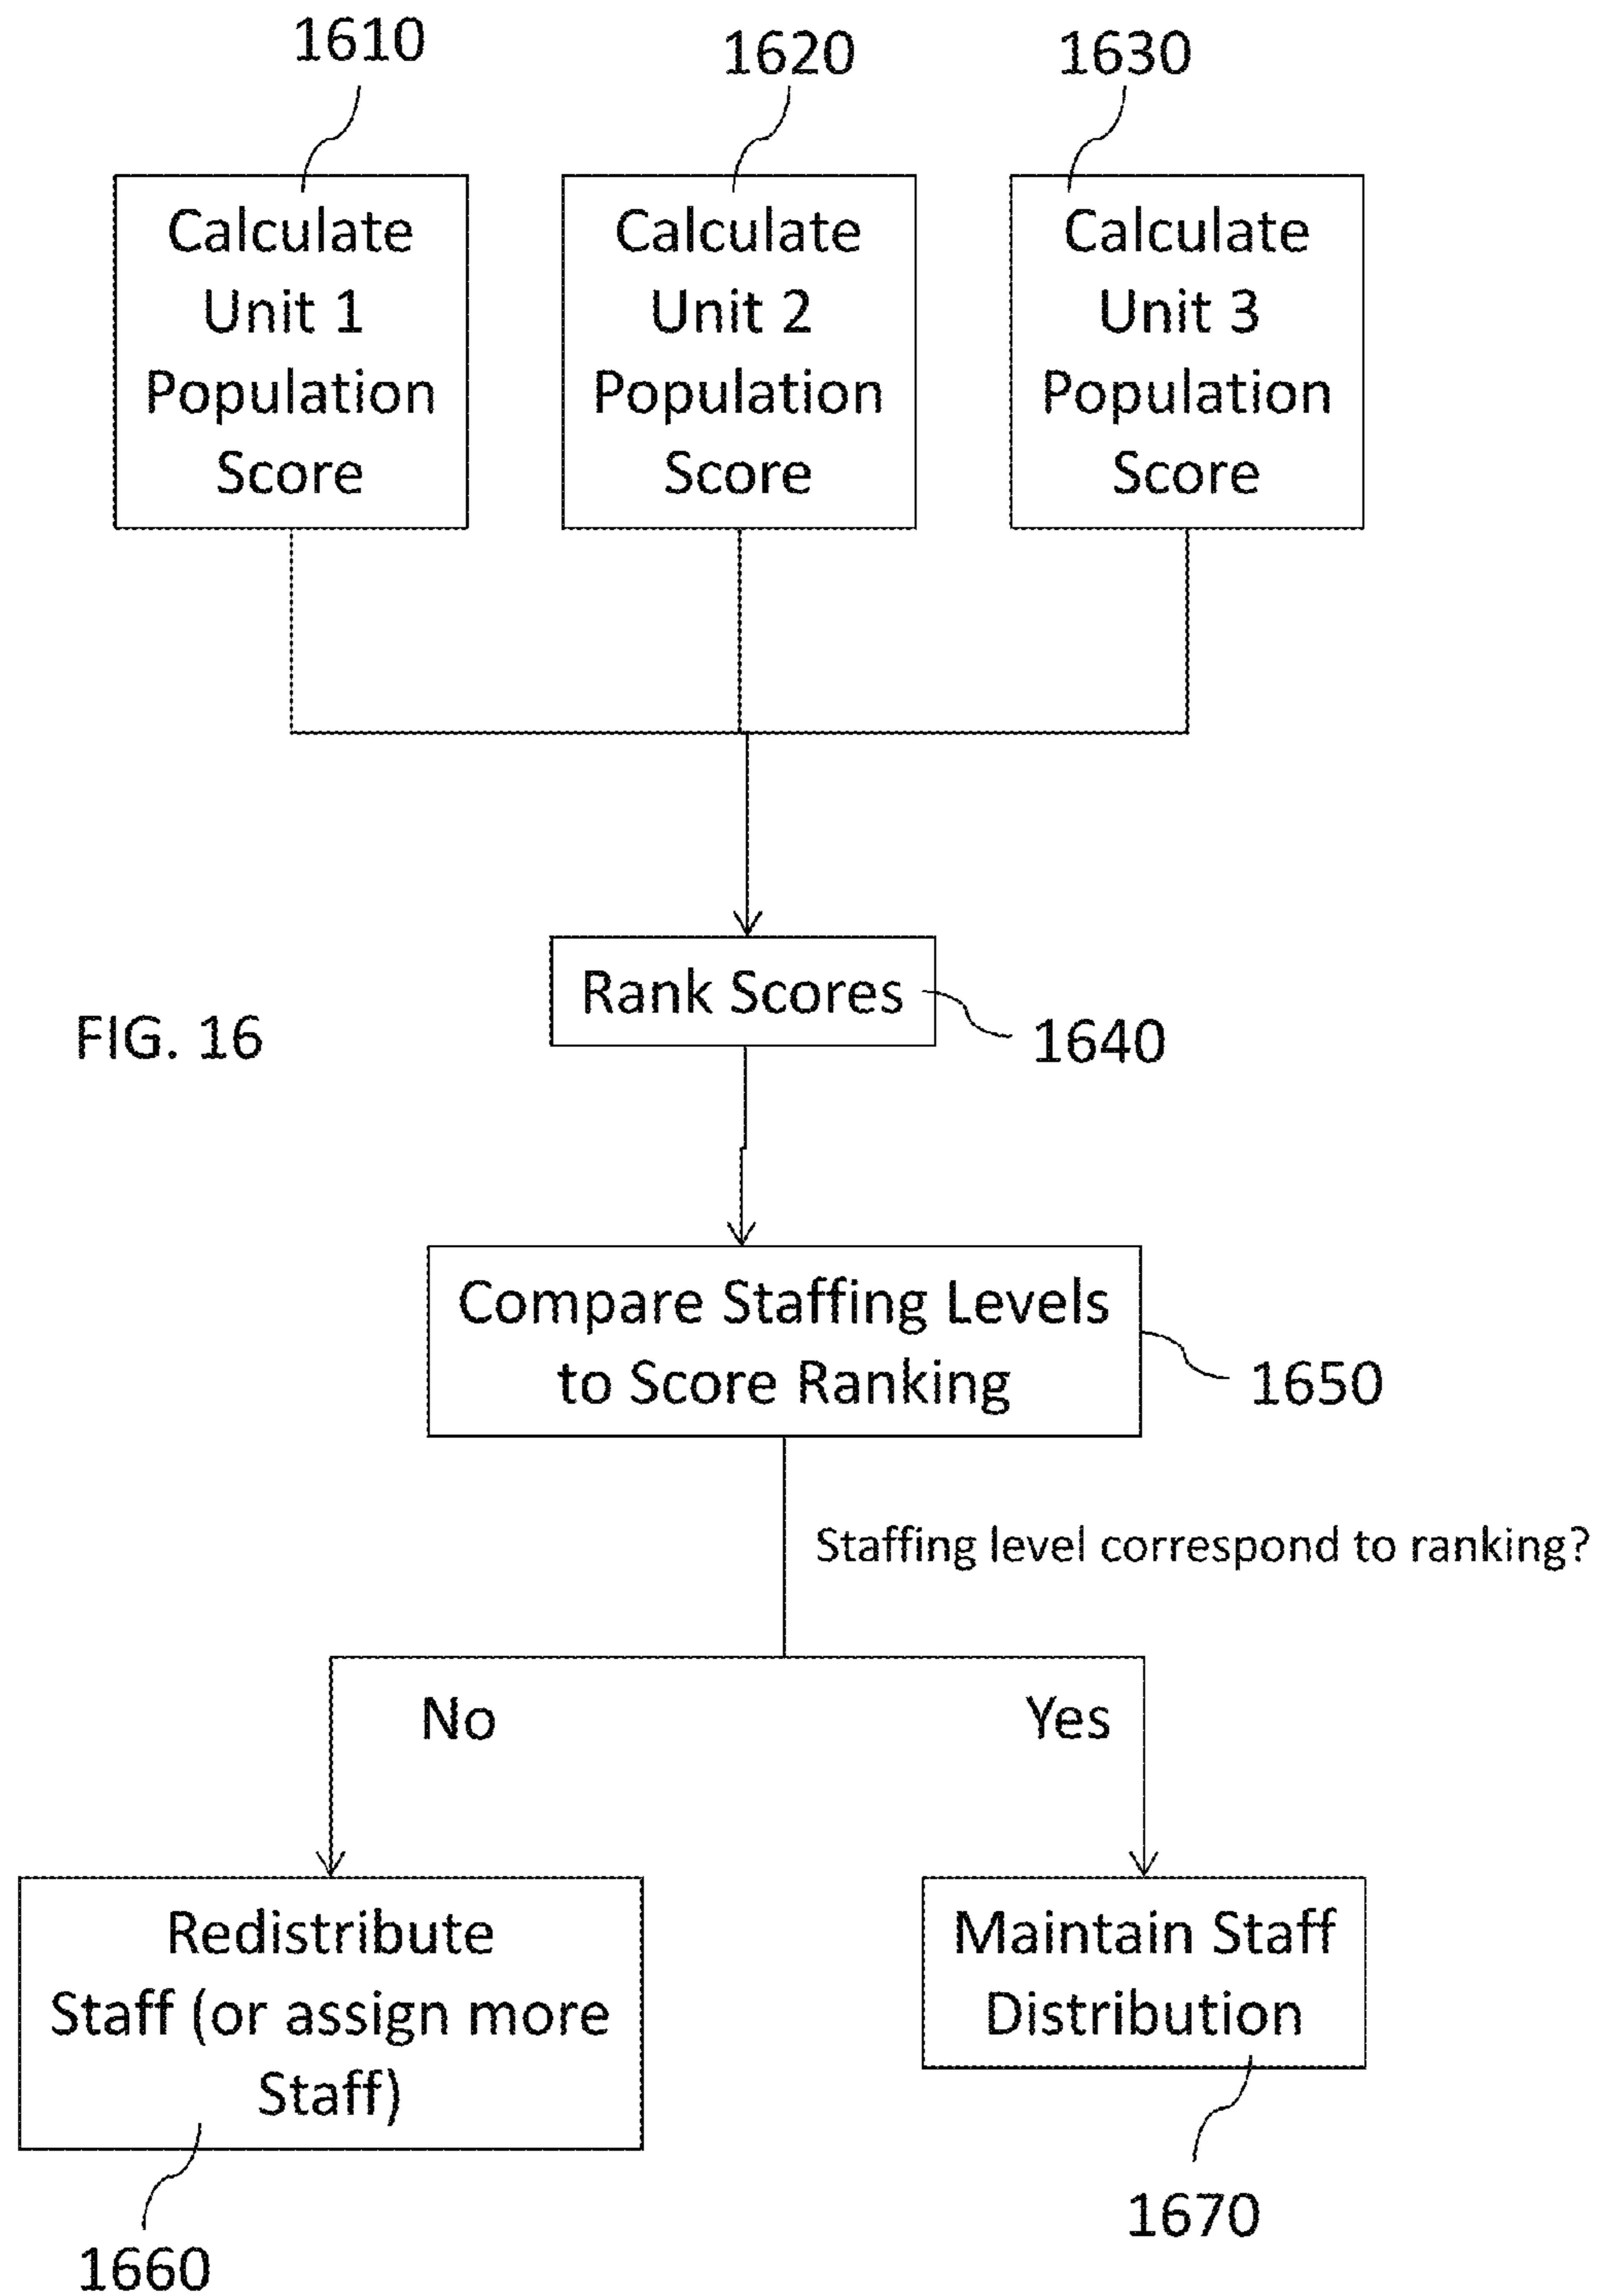 1610
1620
1630
Calculate
Unit 1
Population
Score
Calculate
Unit 2
Population
Score
Calculate
Unit 3
Population
Score
Rank Scores
FIG. 16
1640
Compare Staffing Levels
to Score Ranking
1650
Staffing level correspond to ranking?
No
Yes
Redistribute
Staff (or assign more
Staff)
Maintain Staff
Distribution
1670
1660